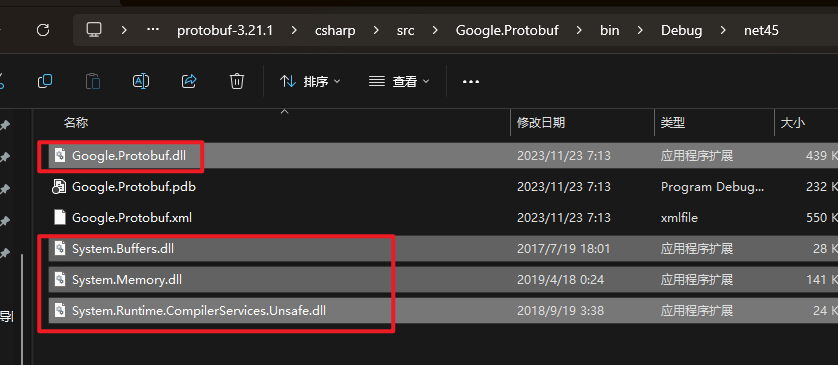 ··· protobuf-3.21.1 > csharp > src > Google.Protobuf > bin > Debug > net45
排序 查看 ···
名称 修改日期 类型 大小
Google.Protobuf.dll 2023/11/23 7:13 应用程序扩展 439 K
Google.Protobuf.pdb 2023/11/23 7:13 Program Debug... 232 K
Google.Protobuf.xml 2023/11/23 7:13 xmlfile 550 K
System.Buffers.dll 2017/7/19 18:01 应用程序扩展 28 K
System.Memory.dll 2019/4/18 0:24 应用程序扩展 141 K
System.Runtime.CompilerServices.Unsafe.dll 2018/9/19 3:38 应用程序扩展 24 K